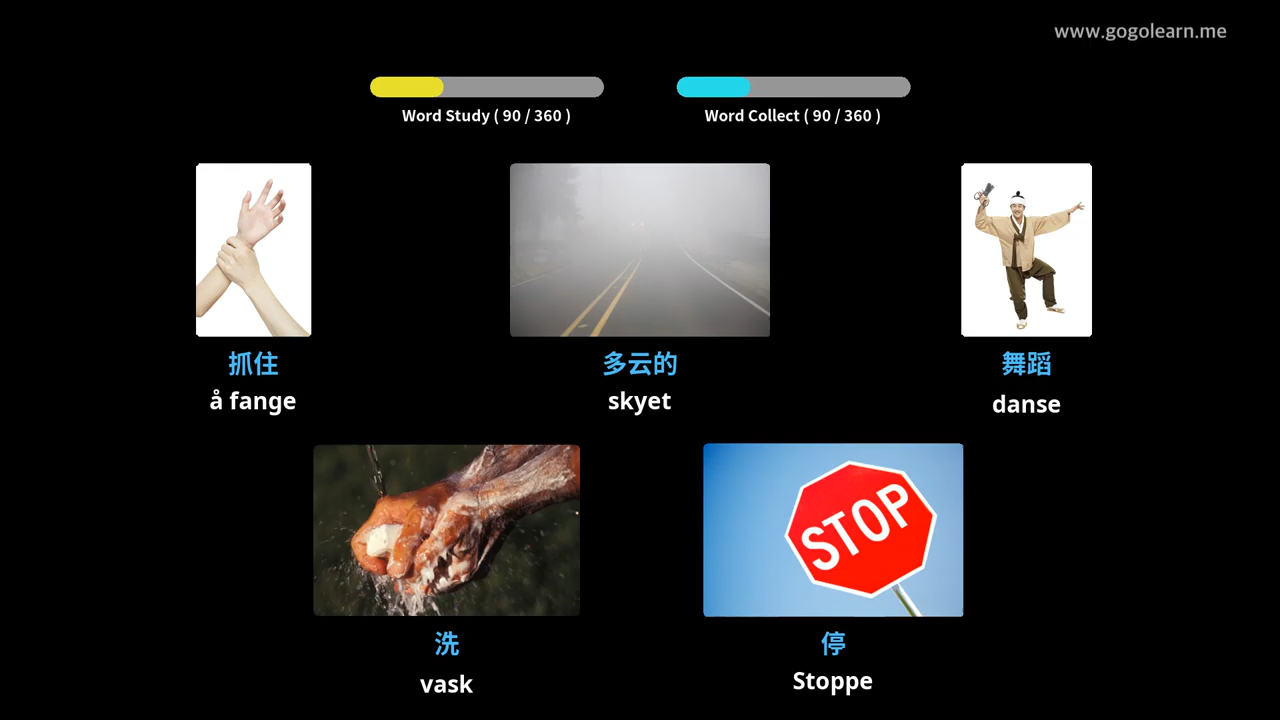 www.gogolearn.me
Word Study ( 90 / 360 )
Word Collect ( 90 / 360 )
抓住
å fange
多云的
skyet
舞蹈
danse
STOP
洗
vask
停
Stoppe